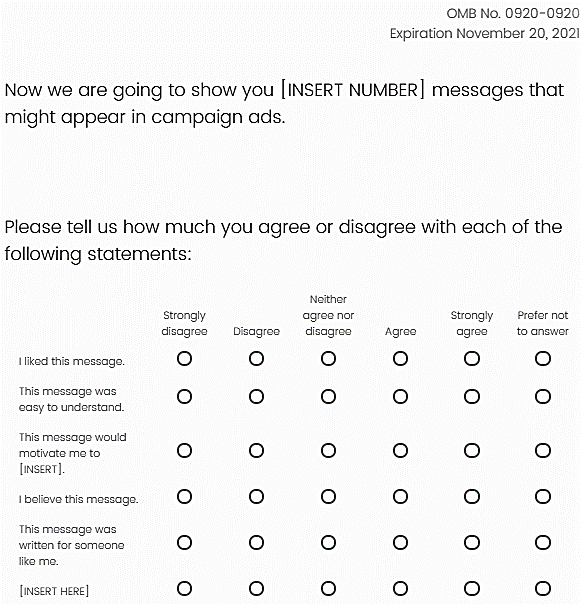 OMB No. 0920-0920
Expiration November 20, 2021
Now we are going to show you [INSERT NUMBER] messages that
might appear in campaign ads.
Please tell us how much you agree or disagree with each of the
following statements:
Strongly
disagree
Disagree
Neither
agree nor
disagree
Agree
Strongly
agree
Prefer not
to answer
I liked this message.
This message was
easy to understand.
This message would
motivate me to
[INSERT].
I believe this message.
This message was
written for someone
like me.
[INSERT HERE]